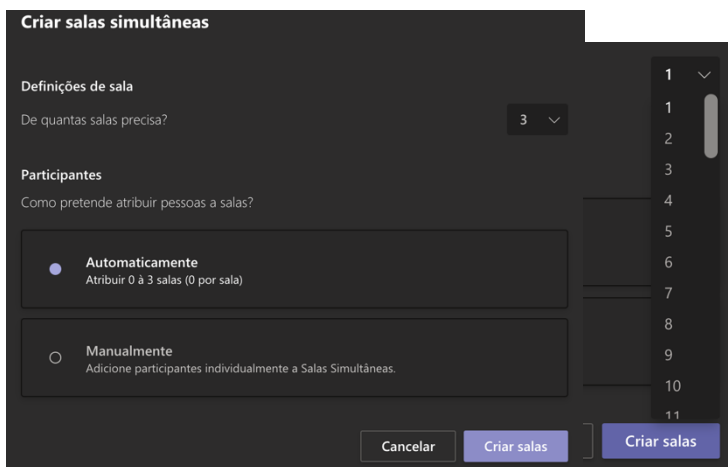 Criar salas simultâneas
Definições de sala
De quantas salas precisa?
3
Participantes
Como pretende atribuir pessoas a salas?
Automaticamente
Atribuir 0 à 3 salas (0 por sala)
Manualmente
Adicione participantes individualmente a Salas Simultâneas.
Cancelar
Criar salas
1
1
2
3
4
5
6
7
8
9
10
11
Criar salas